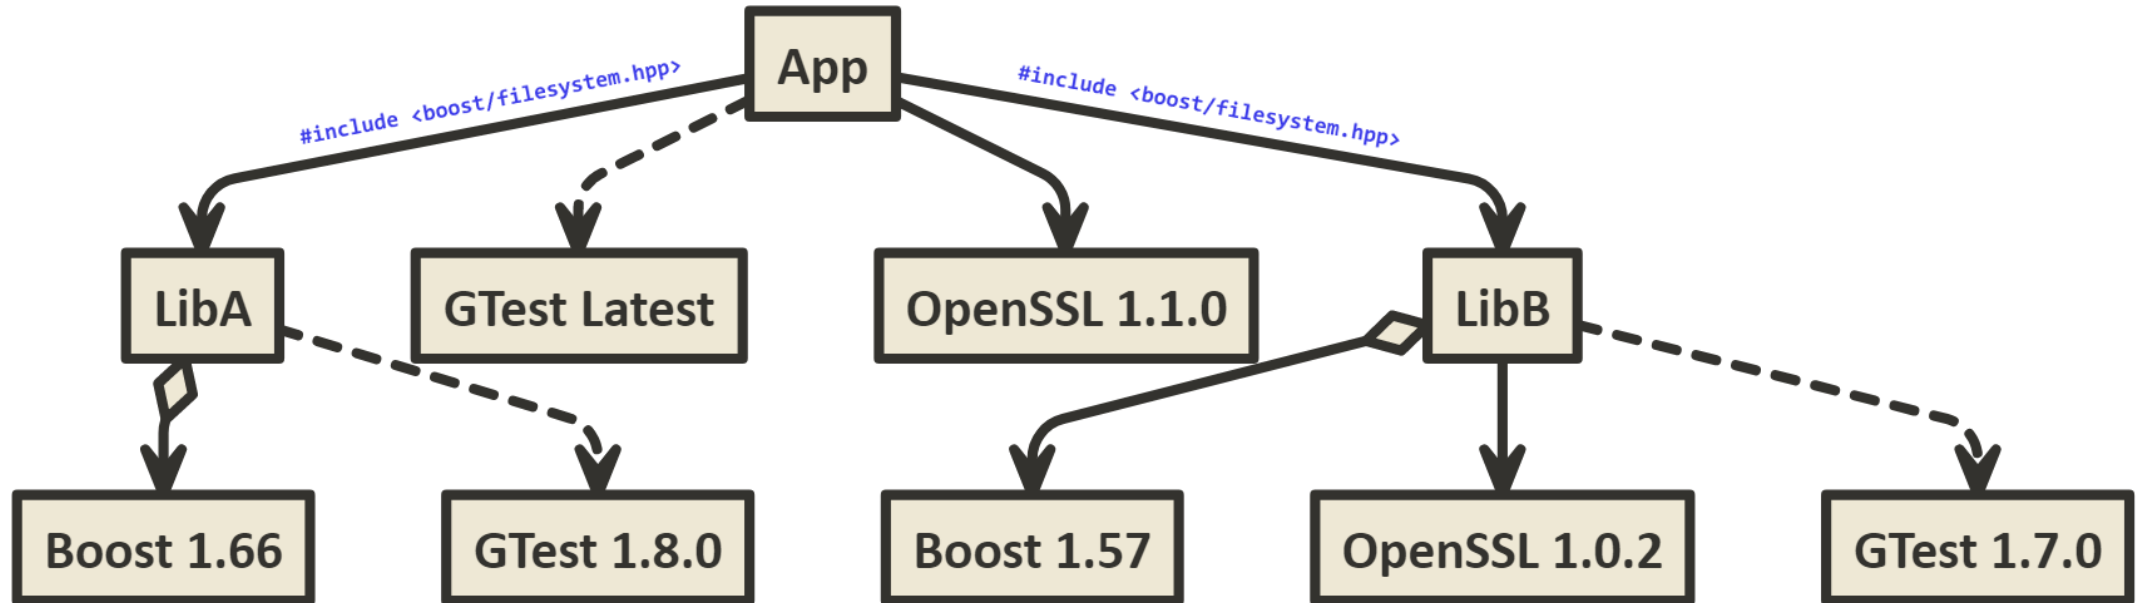 App
#include <boost/filesystem.hpp>
#include <boost/filesystem.hpp>
LibA
GTest Latest
OpenSSL 1.1.0
LibB
Boost 1.66
GTest 1.8.0
Boost 1.57
OpenSSL 1.0.2
GTest 1.7.0